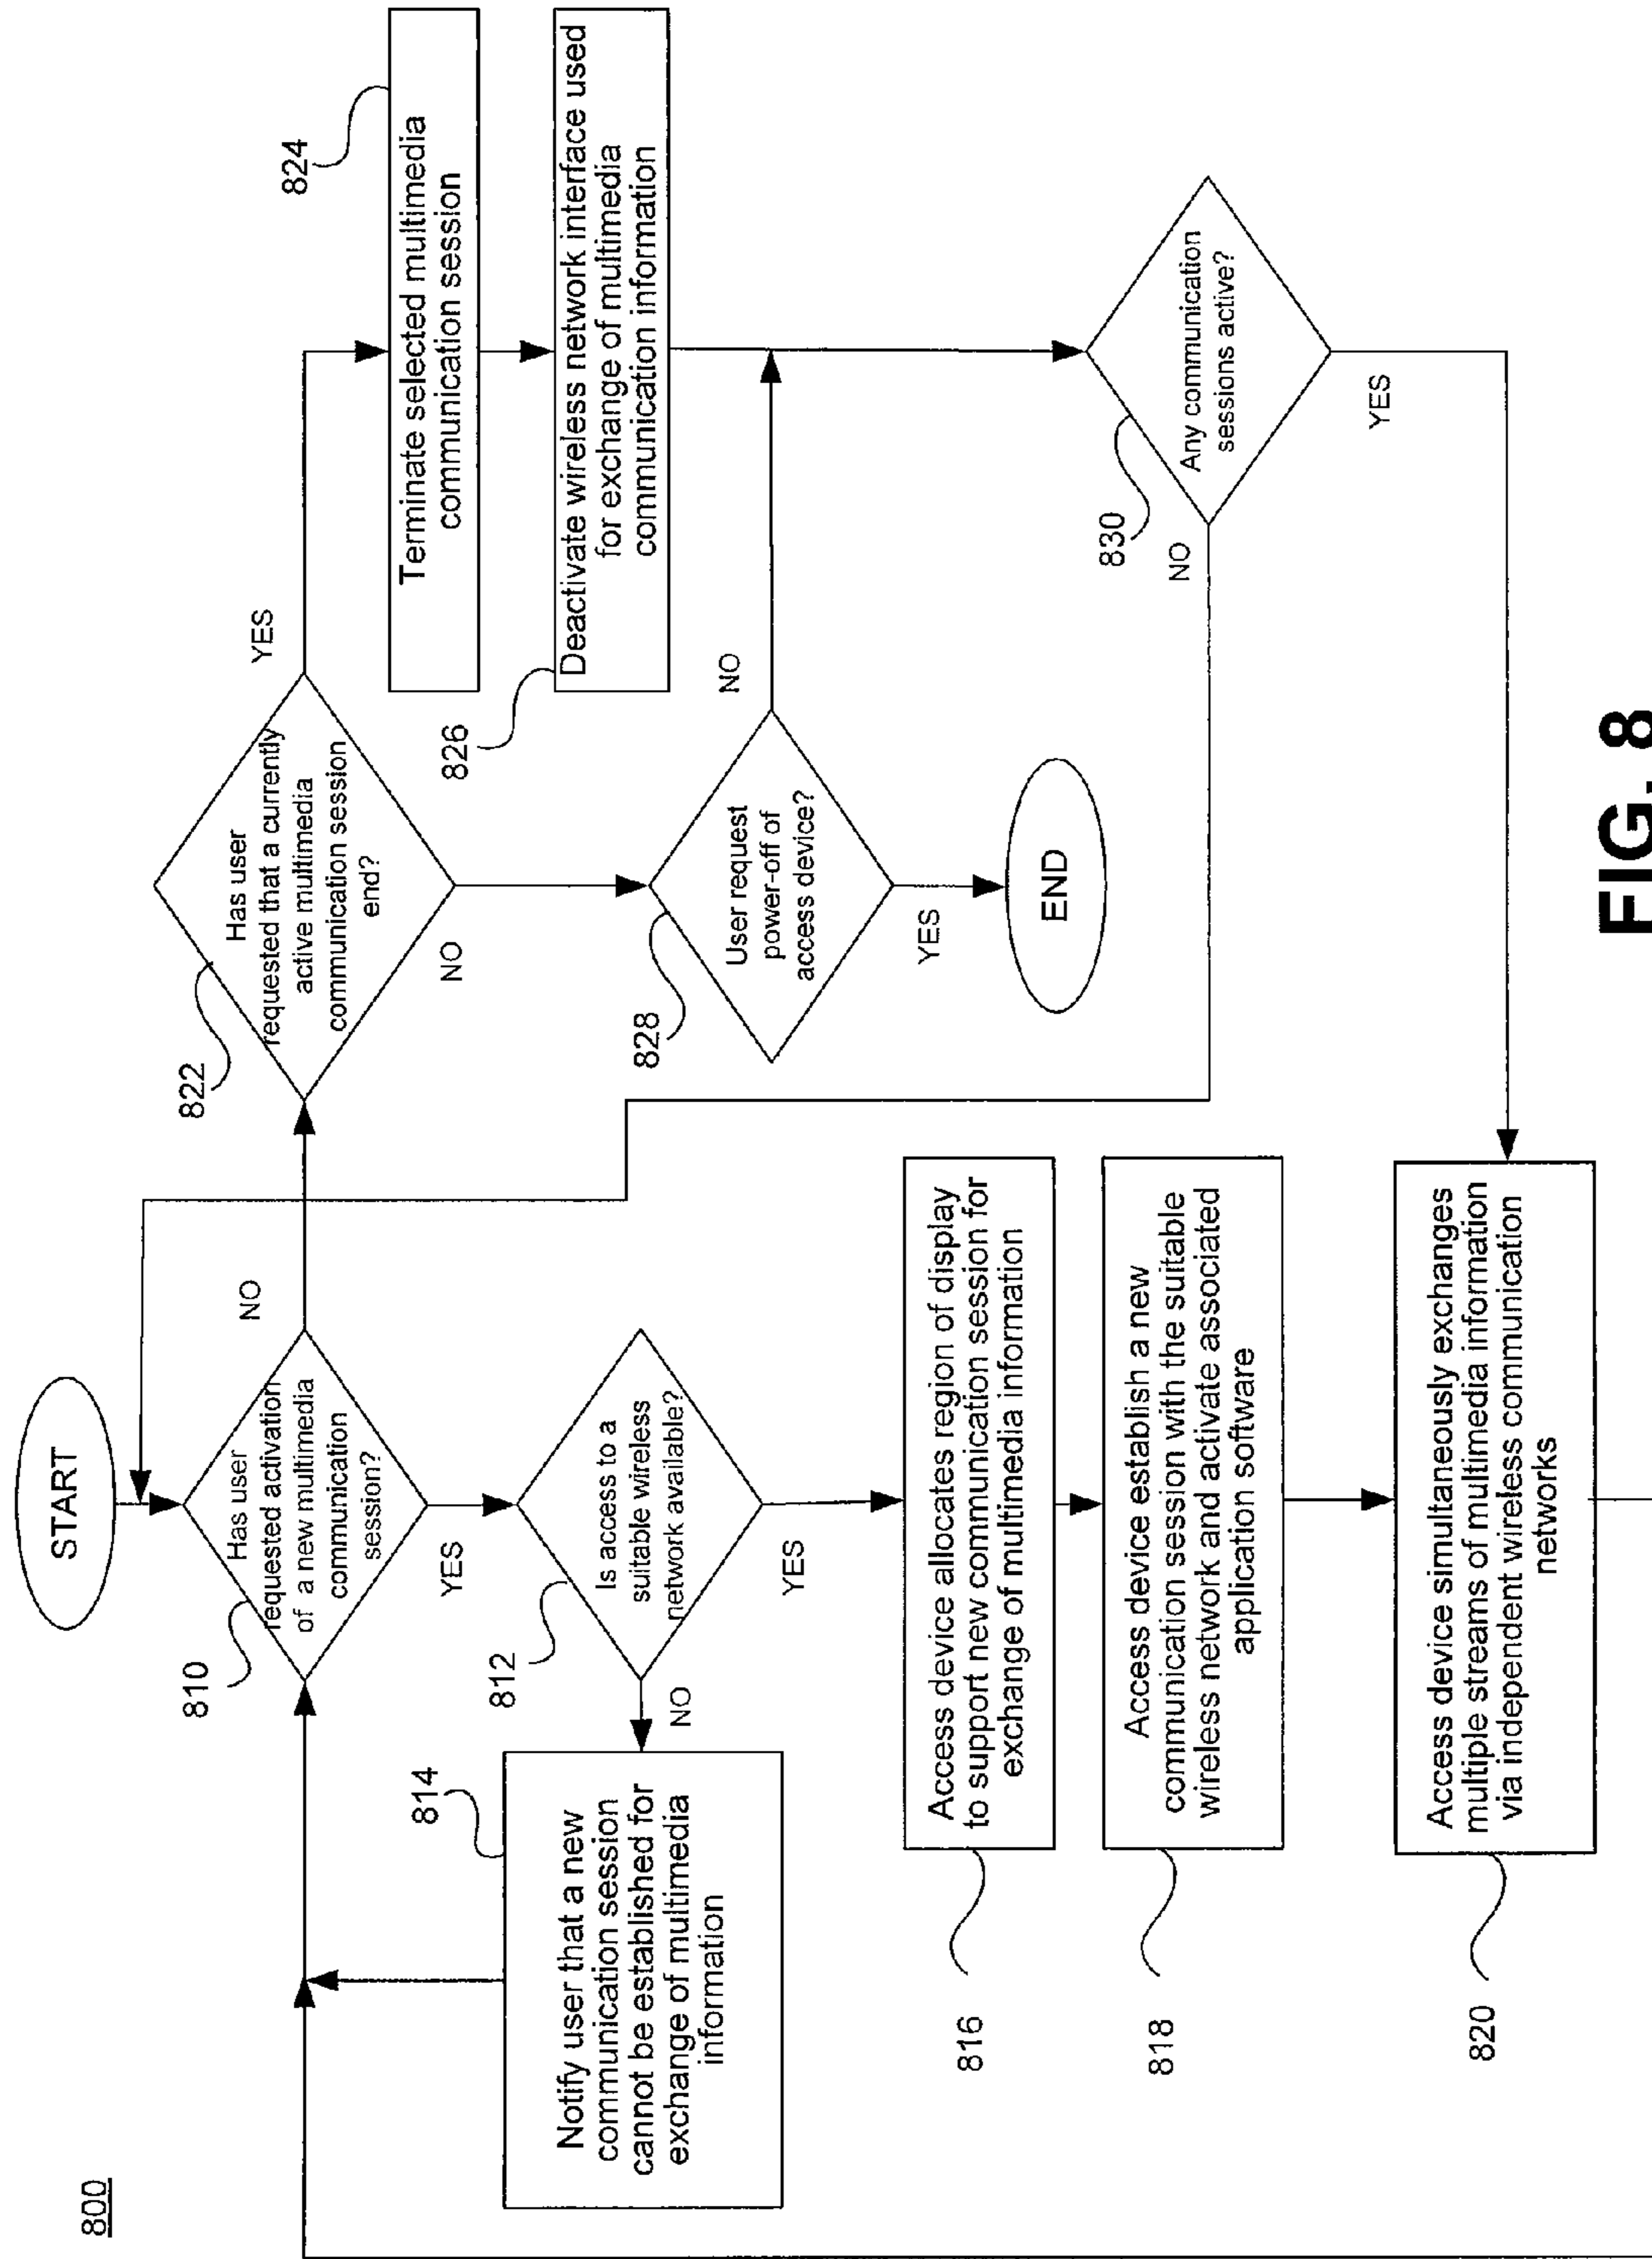 800
START
810
Has user
requested activation
of a new multimedia
communication
session?
NO
YES
812
Is access to a
suitable wireless
network available?
NO
YES
814
Notify user that a new
communication session
cannot be established for
exchange of multimedia
information
816
Access device allocates region of display
to support new communication session for
exchange of multimedia information
818
Access device establish a new
communication session with the suitable
wireless network and activate associated
application software
820
Access device simultaneously exchanges
multiple streams of multimedia information
via independent wireless communication
networks
822
Has user
requested that a currently
active multimedia
communication session
end?
YES
NO
824
Terminate selected multimedia
communication session
826
Deactivate wireless network interface used
for exchange of multimedia
communication information
828
User request
power-off of
access device?
NO
YES
END
830
Any communication
sessions active?
NO
YES
FIG. 8